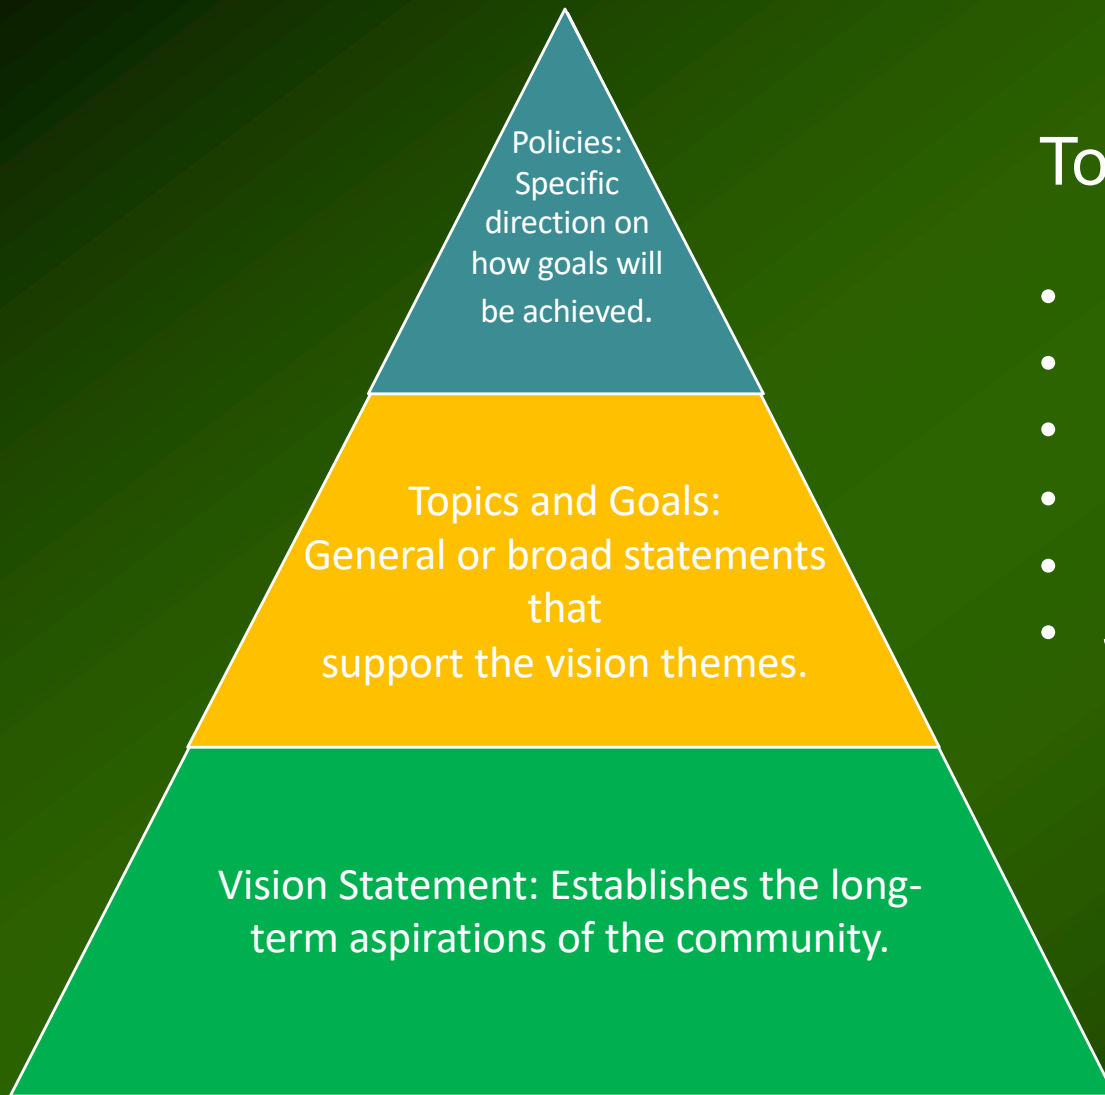 Policies:
Specific
direction on
how goals will
be achieved.
Topics and Goals:
General or broad statements
that
support the vision themes.
Vision Statement: Establishes the long-
term aspirations of the community.